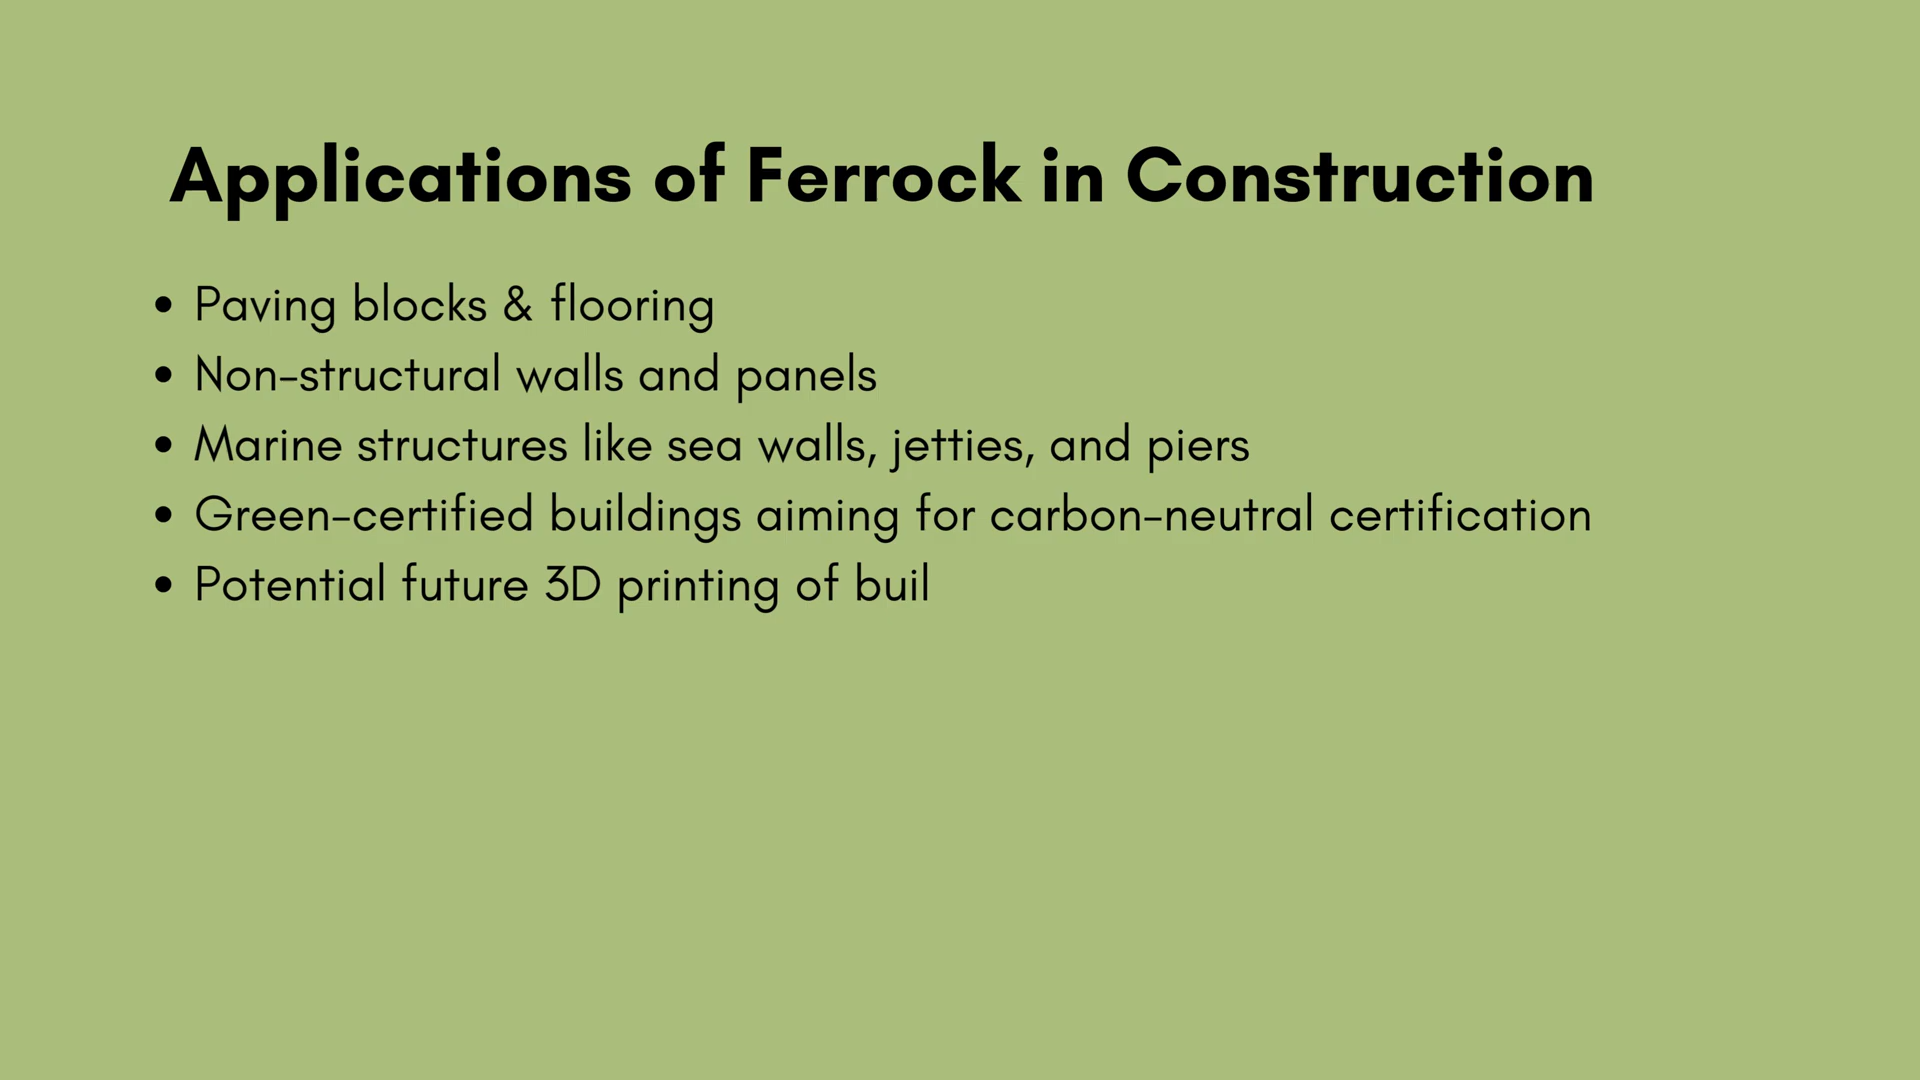 Applications of Ferrock in Construction
• Paving blocks & flooring
• Non-structural walls and panels
• Marine structures like sea walls, jetties, and piers
• Green-certified buildings aiming for carbon-neutral certification
• Potential future 3D printing of buil